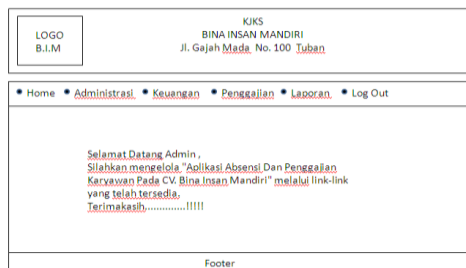 LOGO
B.I.M
KJKS
BINA INSAN MANDIRI
Jl. Gajah Mada No. 100 Tuban
• Home • Administrasi • Keuangan • Penggajian • Laporan • Log Out
Selamat Datang Admin ,
Silahkan mengelola "Aplikasi Absensi Dan Penggajian
Karyawan Pada CV. Bina Insan Mandiri" melalui link-link
yang telah tersedia.
Terimakasih..............!!!!!
Footer